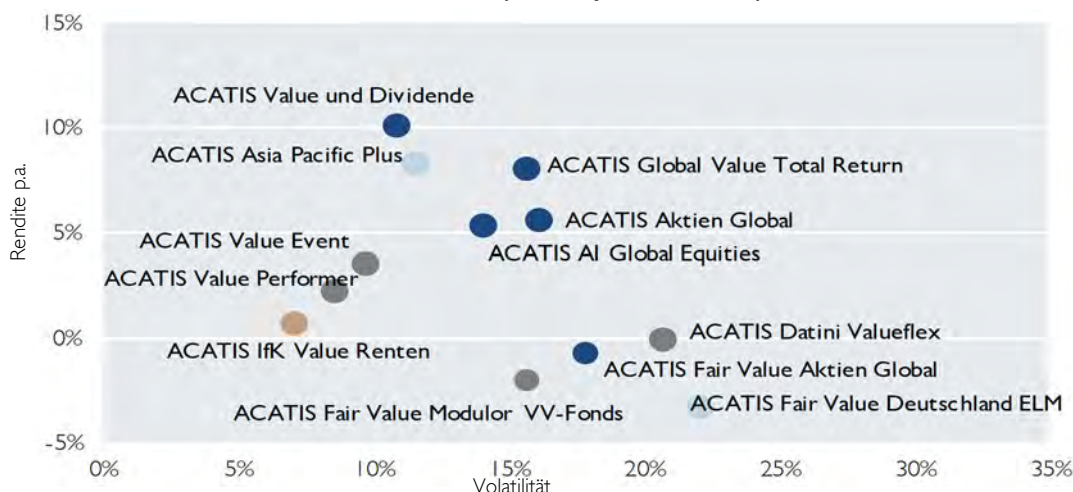 15%
ACATIS Value und Dividende
10%
ACATIS Asia Pacific Plus
ACATIS Global Value Total Return
Rendite p.a.
ACATIS Aktien Global
5%
ACATIS Value Event
ACATIS AI Global Equities
ACATIS Value Performer
0%
ACATIS Datini Valueflex
ACATIS IfK Value Renten
ACATIS Fair Value Aktien Global
ACATIS Fair Value Deutschland ELM
ACATIS Fair Value Modulor VV-Fonds
-5%
0% 5% 10% 15% 20% 25% 30% 35%
Volatilität